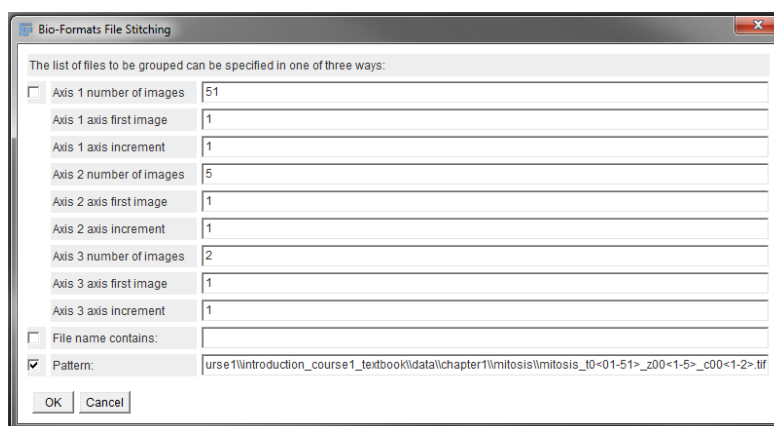 Bio-Formats File Stitching
The list of files to be grouped can be specified in one of three ways:
Axis 1 number of images 51
Axis 1 axis first image 1
Axis 1 axis increment 1
Axis 2 number of images 5
Axis 2 axis first image 1
Axis 2 axis increment 1
Axis 3 number of images 2
Axis 3 axis first image 1
Axis 3 axis increment 1
File name contains:
Pattern: urse1\\introduction_course1_textbook\\data\\chapter1\\mitosis\\mitosis_t0<01-51>_z00<1-5>_c00<1-2>.tif
OK Cancel